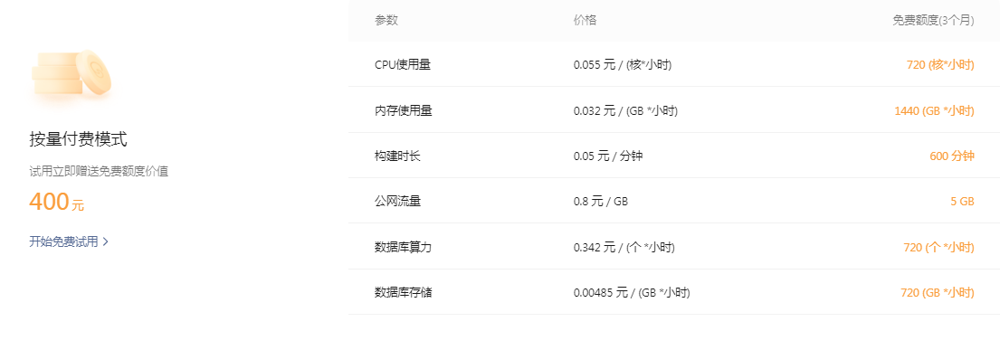 按量付费模式
试用立即赠送免费额度价值
400元
开始免费试用 >
参数 价格 免费额度(3个月)
CPU使用量 0.055 元 / (核*小时) 720 (核*小时)
内存使用量 0.032 元 / (GB *小时) 1440 (GB *小时)
构建时长 0.05 元 / 分钟 600 分钟
公网流量 0.8 元 / GB 5 GB
数据库算力 0.342 元 / (个 *小时) 720 (个 *小时)
数据库存储 0.00485 元 / (GB *小时) 720 (GB *小时)